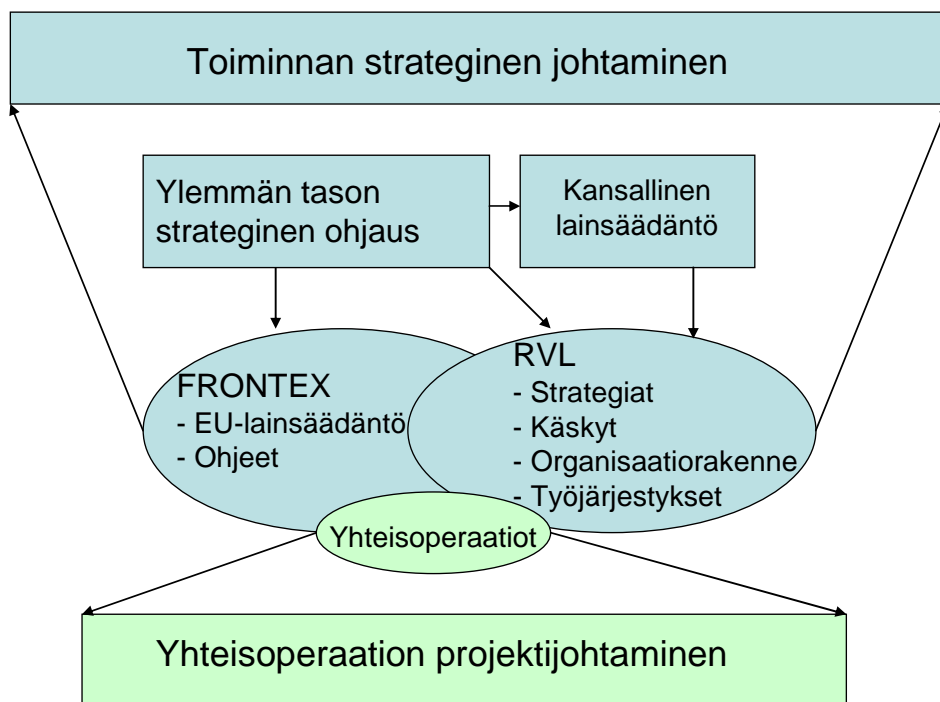 Toiminnan strateginen johtaminen
Ylemmän tason
strateginen ohjaus
Kansallinen
lainsäädäntö
FRONTEX
- EU-lainsäädäntö
- Ohjeet
RVL
- Strategiat
- Käskyt
- Organisaatiorakenne
- Työjärjestykset
Yhteisoperaatiot
Yhteisoperaation projektijohtaminen